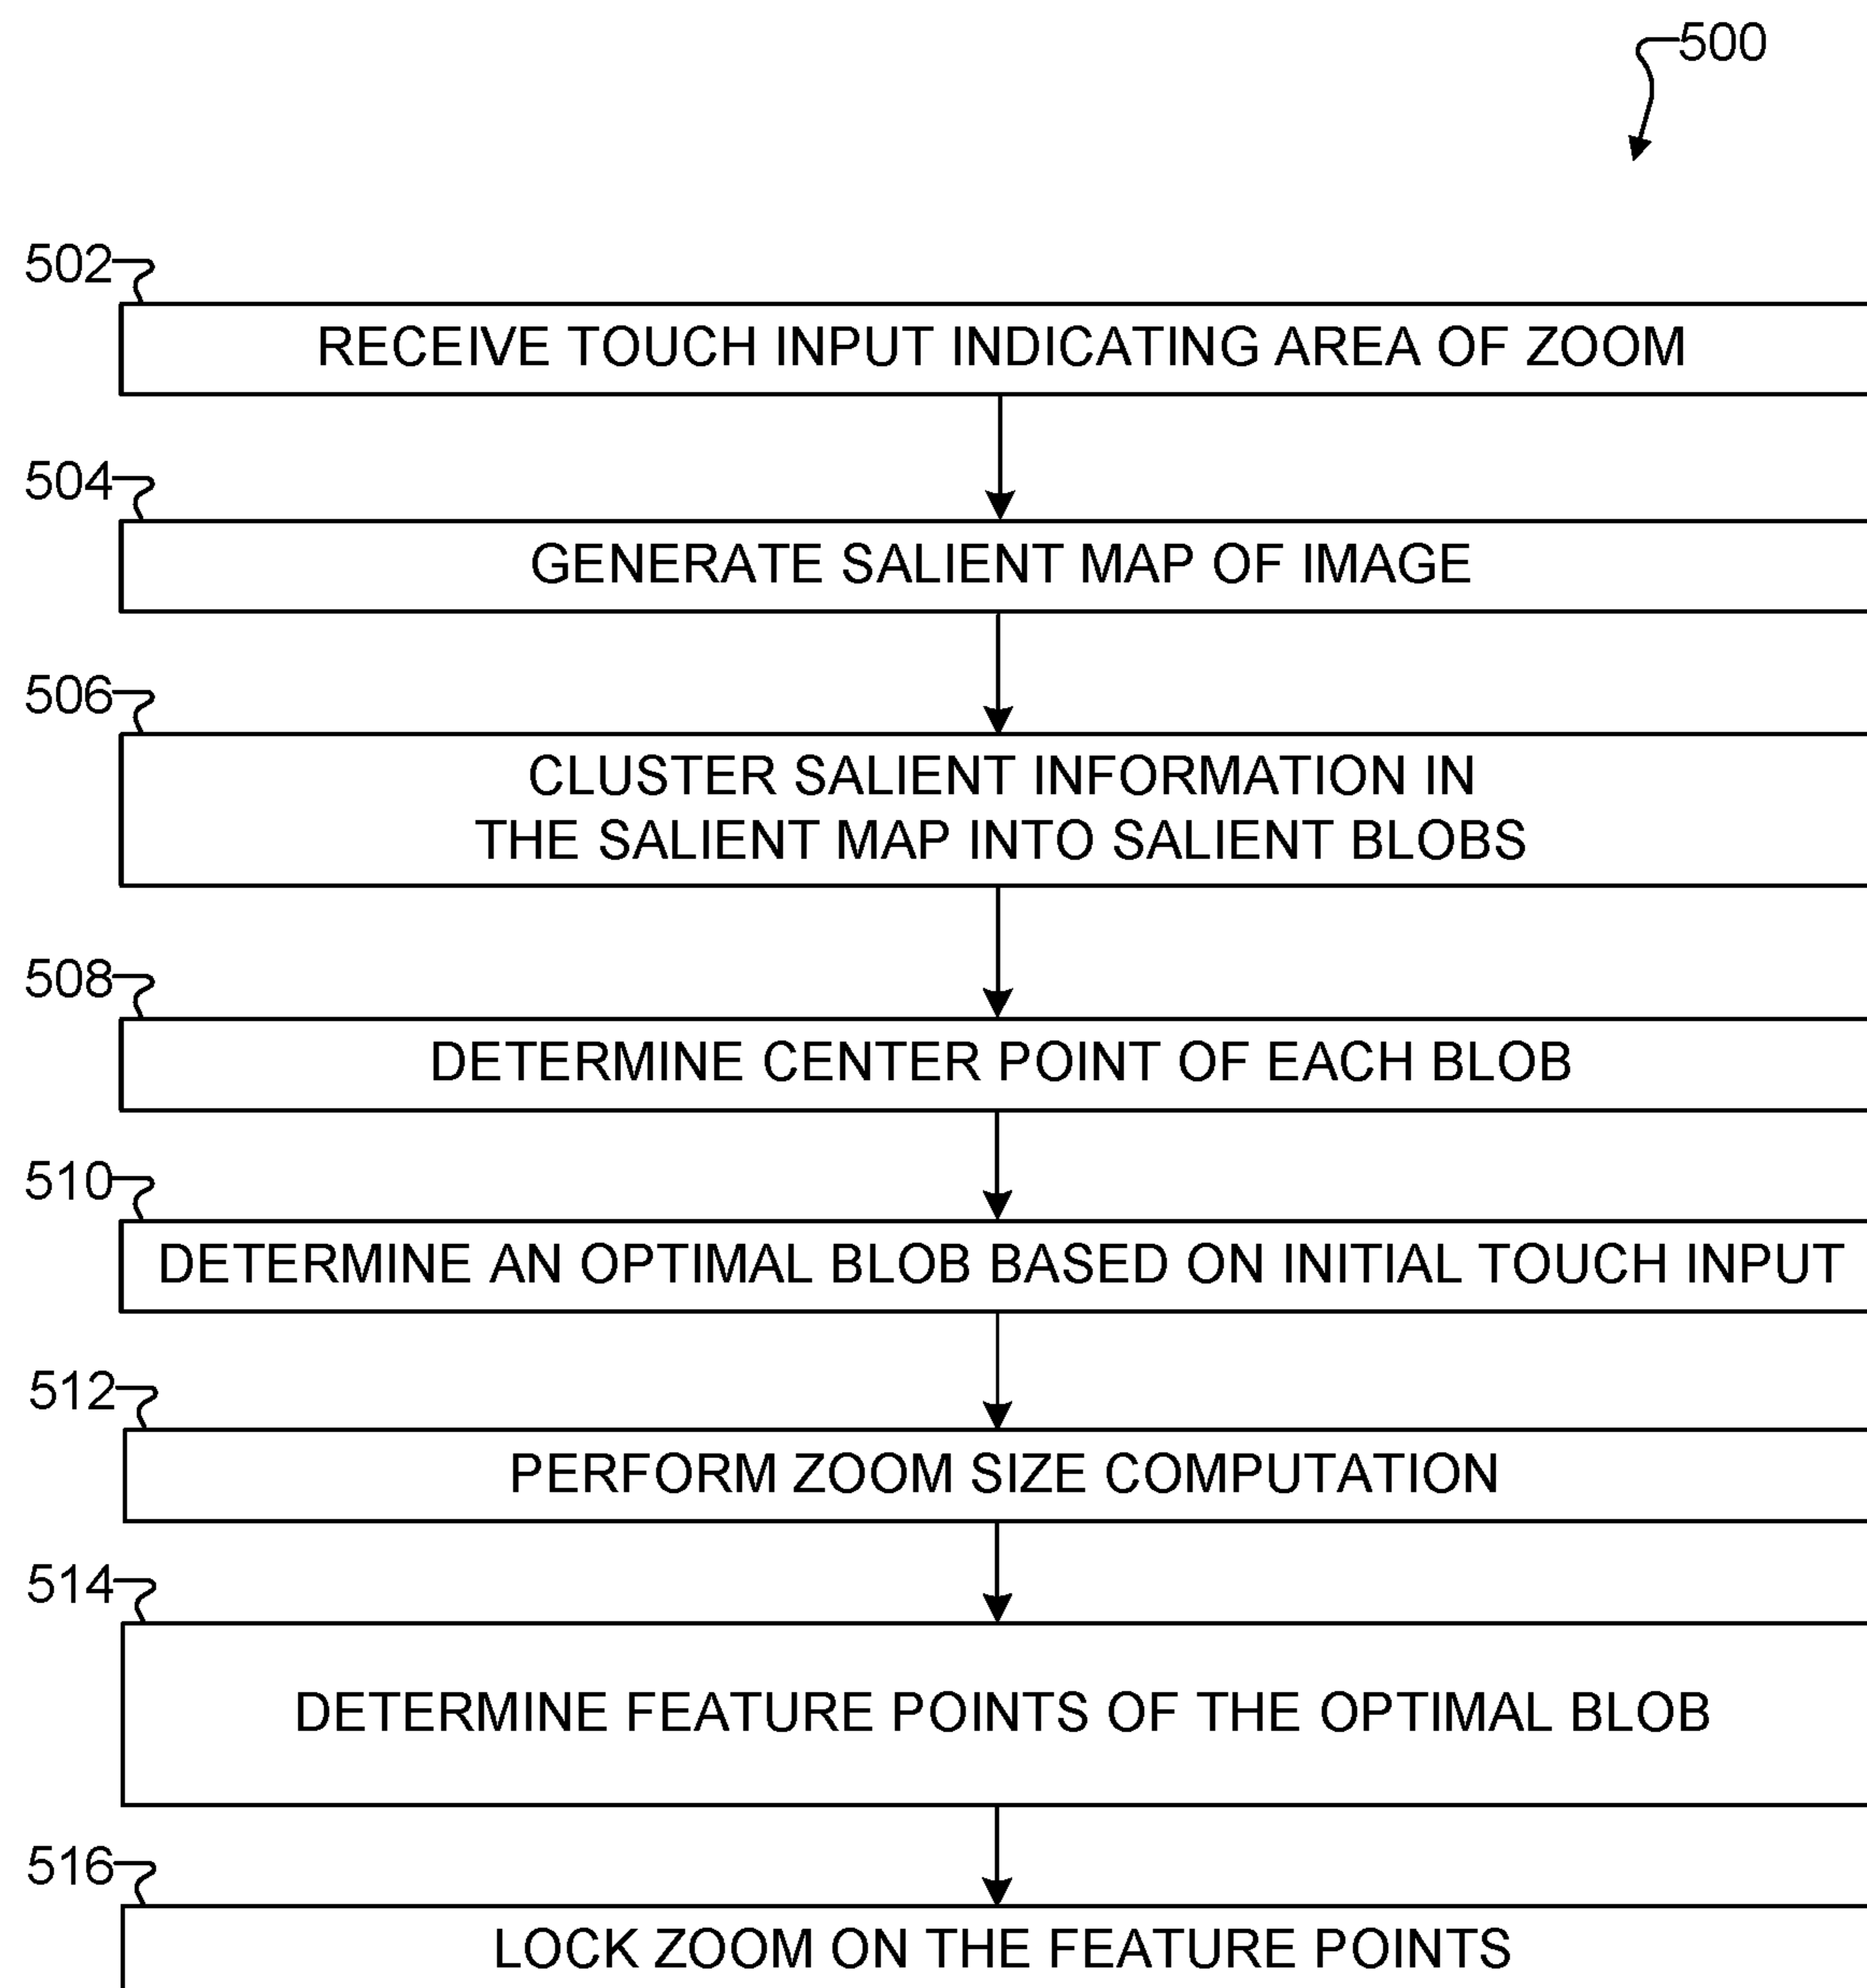 500
502
RECEIVE TOUCH INPUT INDICATING AREA OF ZOOM
504
GENERATE SALIENT MAP OF IMAGE
506
CLUSTER SALIENT INFORMATION IN
THE SALIENT MAP INTO SALIENT BLOBS
508
DETERMINE CENTER POINT OF EACH BLOB
510
DETERMINE AN OPTIMAL BLOB BASED ON INITIAL TOUCH INPUT
512
PERFORM ZOOM SIZE COMPUTATION
514
DETERMINE FEATURE POINTS OF THE OPTIMAL BLOB
516
LOCK ZOOM ON THE FEATURE POINTS